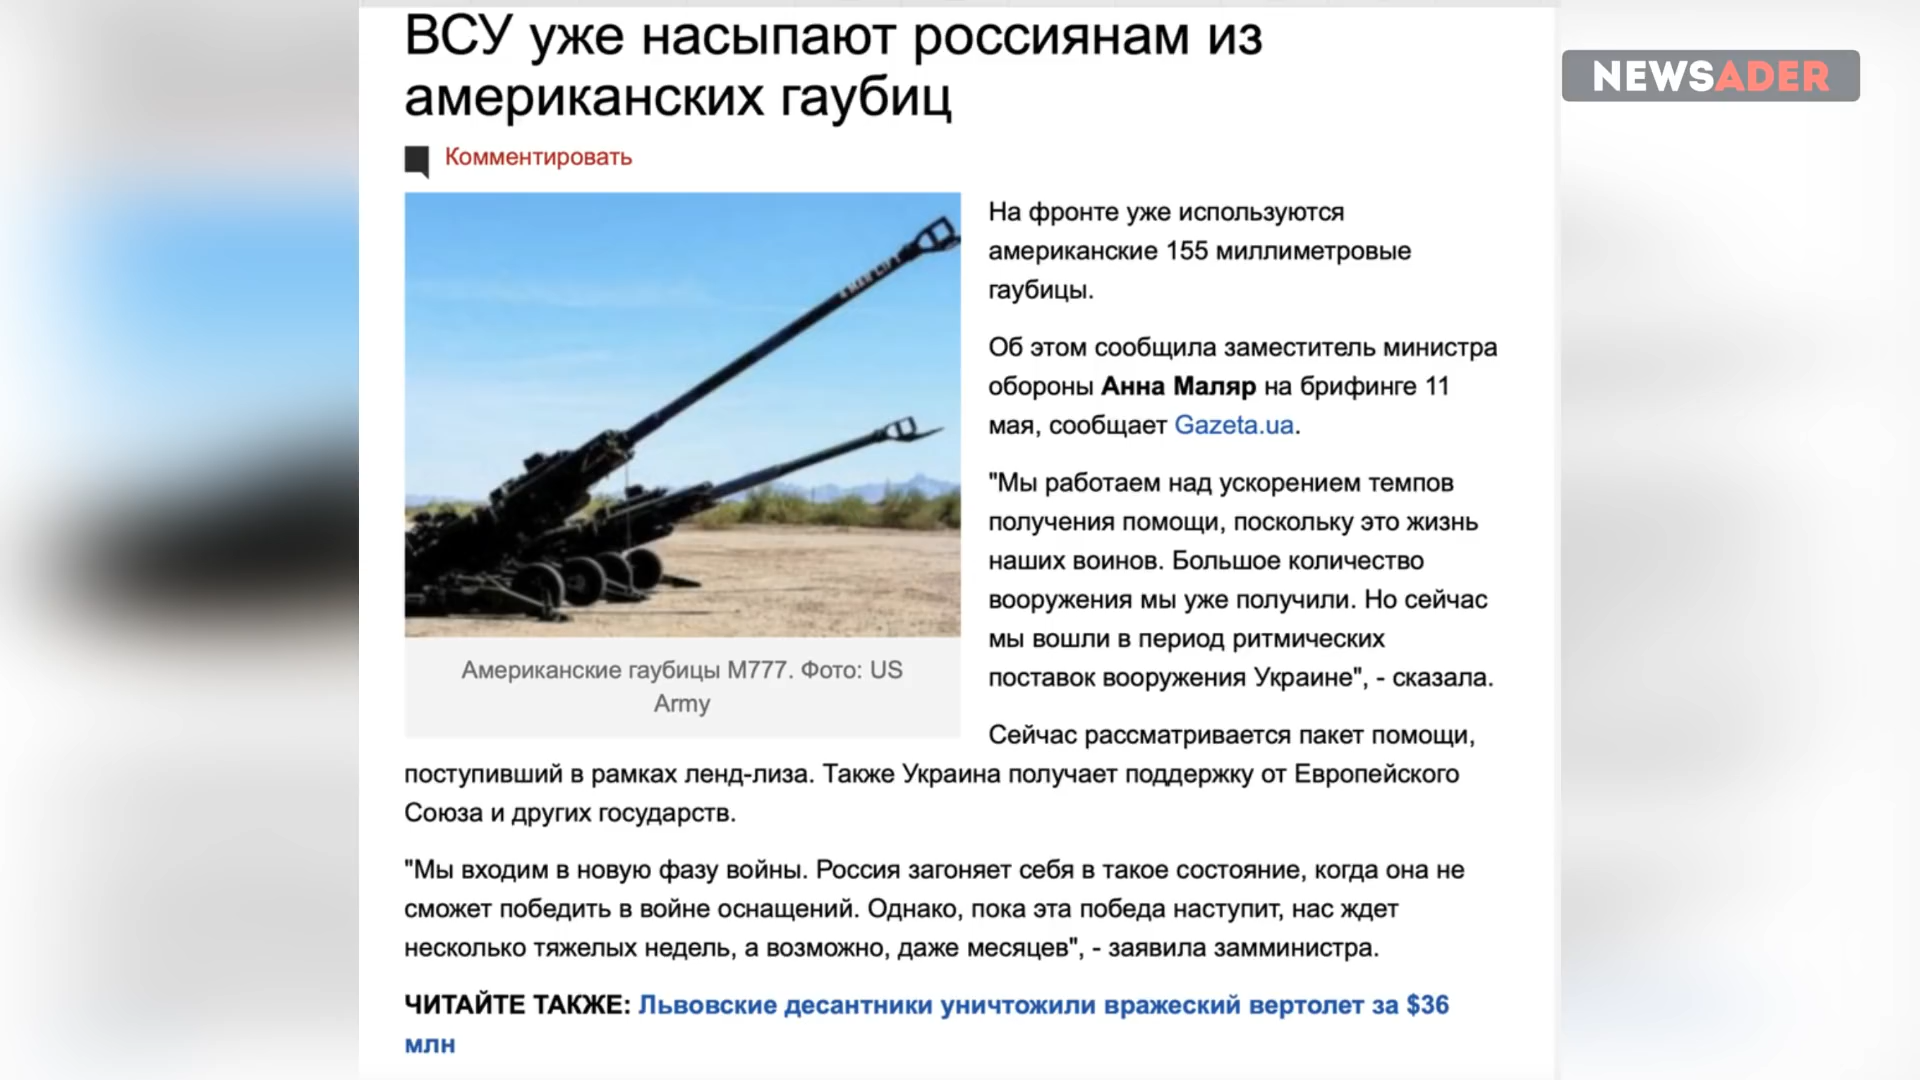 ВСУ уже насыпают россиянам из
американских гаубиц
NEWSADER
Комментировать
На фронте уже используются
американские 155 миллиметровые
гаубицы.
Об этом сообщила заместитель министра
обороны Анна Маляр на брифинге 11
мая, сообщает Gazeta.ua.
"Мы работаем над ускорением темпов
получения помощи, поскольку это жизнь
наших воинов. Большое количество
вооружения мы уже получили. Но сейчас
мы вошли в период ритмических
поставок вооружения Украине", - сказала.
Американские гаубицы М777. Фото: US
Army
Сейчас рассматривается пакет помощи,
поступивший в рамках ленд-лиза. Также Украина получает поддержку от Европейского
Союза и других государств.
"Мы входим в новую фазу войны. Россия загоняет себя в такое состояние, когда она не
сможет победить в войне оснащений. Однако, пока эта победа наступит, нас ждет
несколько тяжелых недель, а возможно, даже месяцев", - заявила замминистра.
ЧИТАЙТЕ ТАКЖЕ: Львовские десантники уничтожили вражеский вертолет за $36
млн